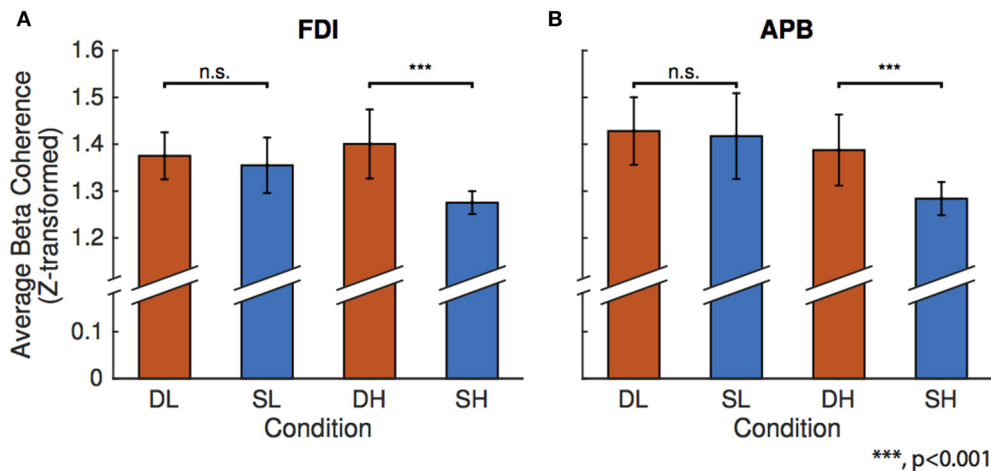 A
FDI
B
APB
Average Beta Coherence
(Z-transformed)
1.6
1.5
1.4
1.3
1.2
0.1
0
n.s.
***
n.s.
***
DL SL DH SH
Condition
DL SL DH SH
Condition
***, p<0.001